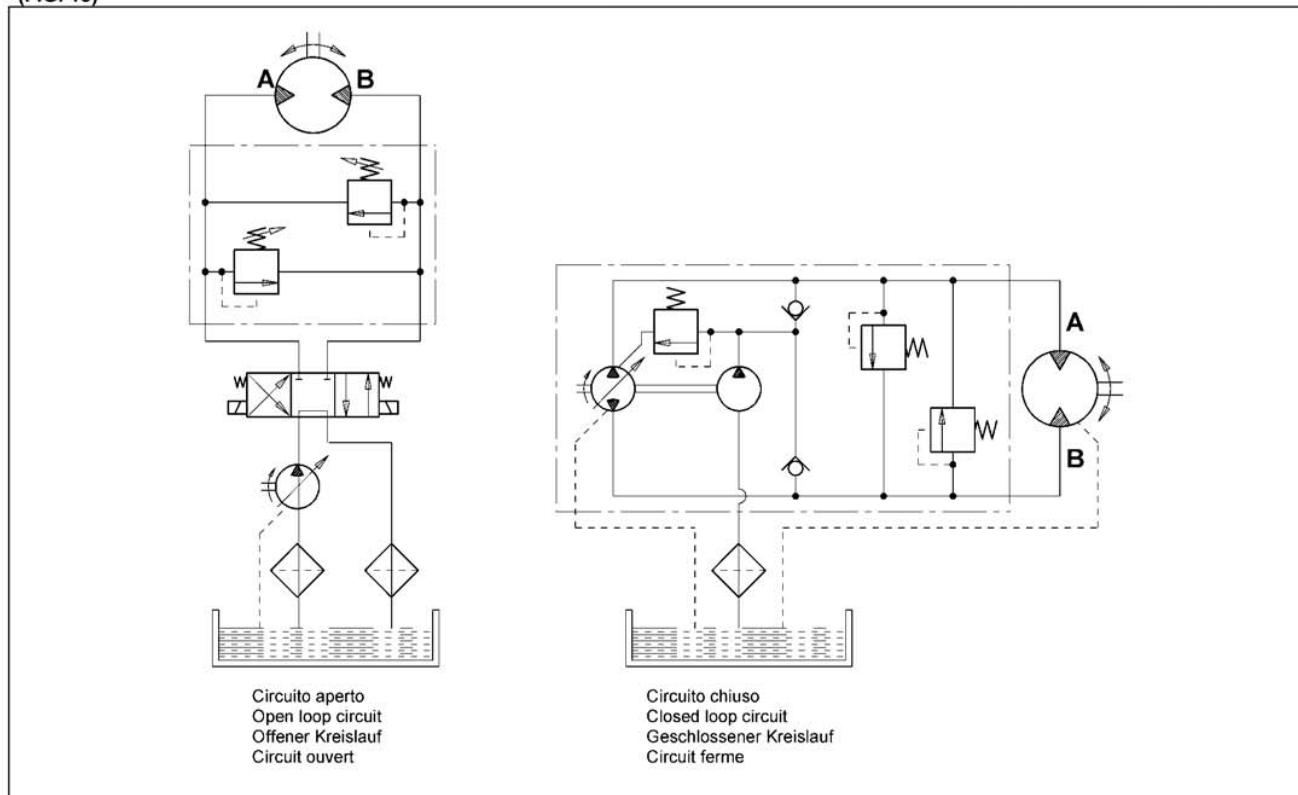 A B
A
B
Circuito aperto
Open loop circuit
Offener Kreislauf
Circuit ouvert
Circuito chiuso
Closed loop circuit
Geschlossener Kreislauf
Circuit ferme